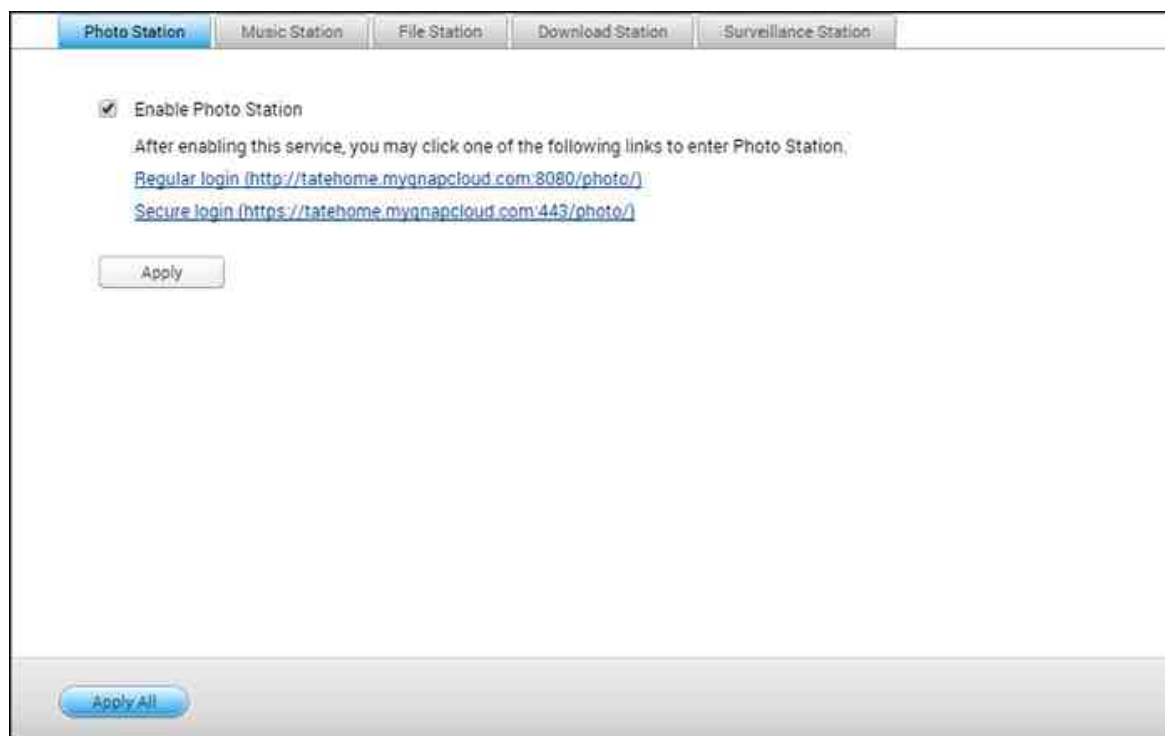 Photo Station Music Station File Station Download Station Surveillance Station
Enable Photo Station
After enabling this service, you may click one of the following links to enter Photo Station.
Regular login (http://tatehome.myqnapcloud.com:8080/photo/)
Secure login (https://tatehome.myqnapcloud.com:443/photo/)
Apply
Apply All